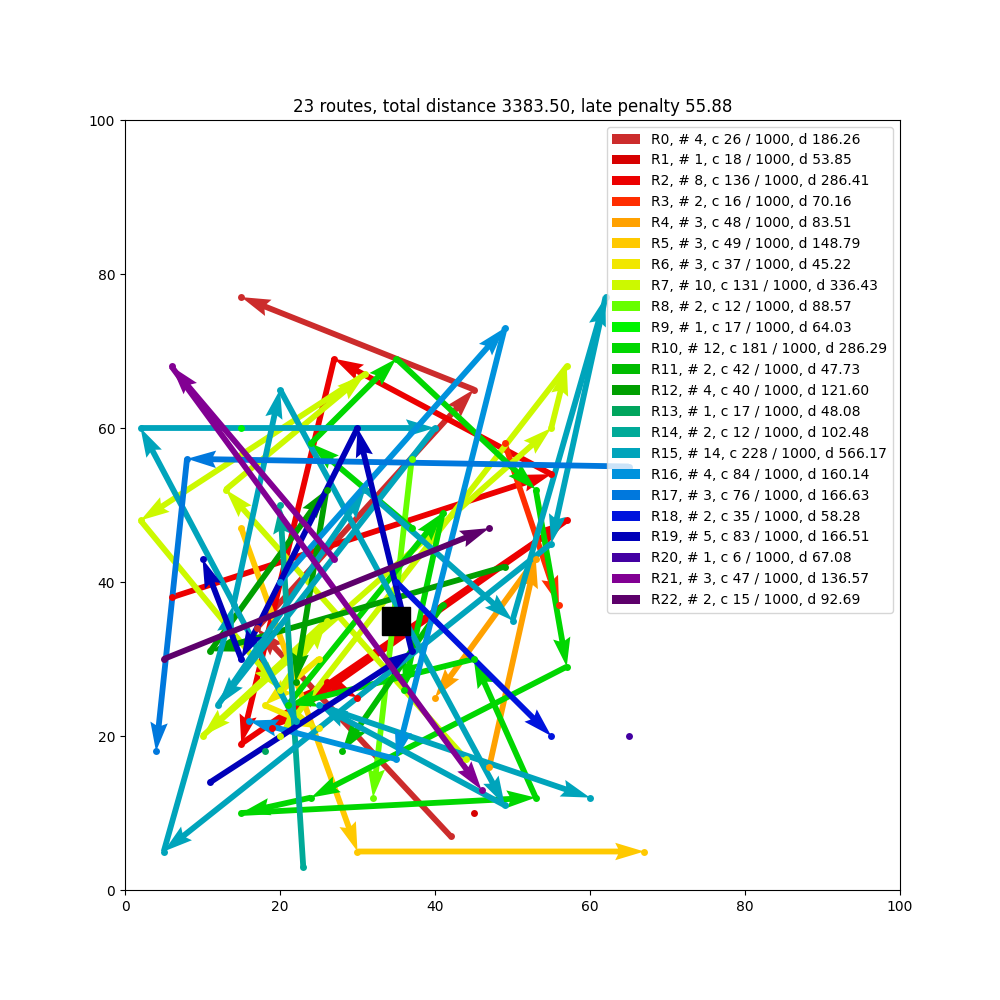 23 routes, total distance 3383.50, late penalty 55.88
100
80
60
40
20
0
0 20 40 60 80 100
R0, # 4, c 26 / 1000, d 186.26
R1, # 1, c 18 / 1000, d 53.85
R2, # 8, c 136 / 1000, d 286.41
R3, # 2, c 16 / 1000, d 70.16
R4, # 3, c 48 / 1000, d 83.51
R5, # 3, c 49 / 1000, d 148.79
R6, # 3, c 37 / 1000, d 45.22
R7, # 10, c 131 / 1000, d 336.43
R8, # 2, c 12 / 1000, d 88.57
R9, # 1, c 17 / 1000, d 64.03
R10, # 12, c 181 / 1000, d 286.29
R11, # 2, c 42 / 1000, d 47.73
R12, # 4, c 40 / 1000, d 121.60
R13, # 1, c 17 / 1000, d 48.08
R14, # 2, c 12 / 1000, d 102.48
R15, # 14, c 228 / 1000, d 566.17
R16, # 4, c 84 / 1000, d 160.14
R17, # 3, c 76 / 1000, d 166.63
R18, # 2, c 35 / 1000, d 58.28
R19, # 5, c 83 / 1000, d 166.51
R20, # 1, c 6 / 1000, d 67.08
R21, # 3, c 47 / 1000, d 136.57
R22, # 2, c 15 / 1000, d 92.69